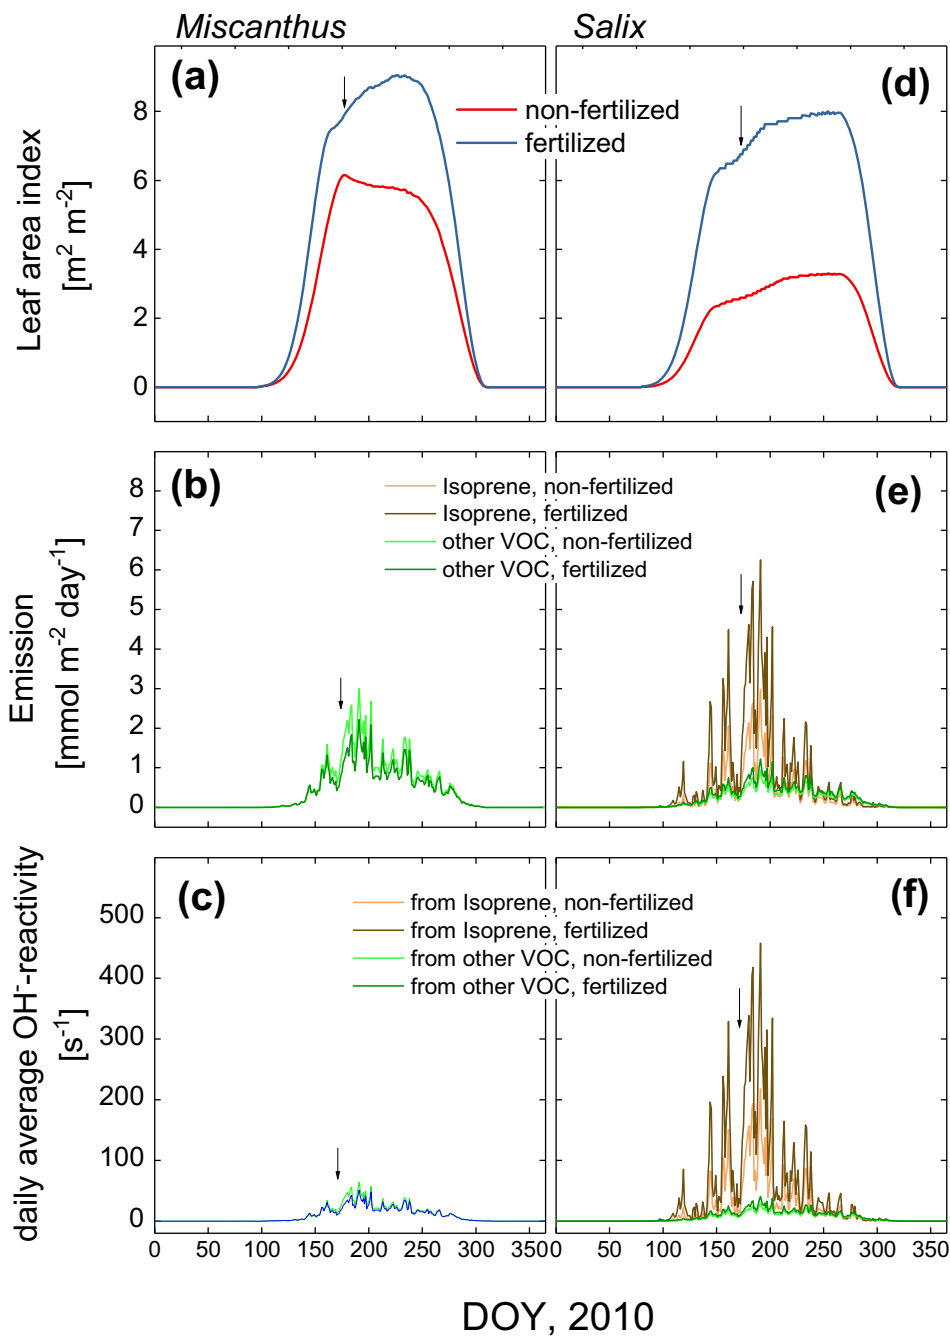 Miscanthus
Salix
(a)
(d)
non-fertilized
fertilized
Leaf area index
[m² m⁻²]
8
6
4
2
0
(b)
(e)
Isoprene, non-fertilized
Isoprene, fertilized
other VOC, non-fertilized
other VOC, fertilized
Emission
[mmol m⁻² day⁻¹]
8
7
6
5
4
3
2
1
0
(c)
(f)
from Isoprene, non-fertilized
from Isoprene, fertilized
from other VOC, non-fertilized
from other VOC, fertilized
daily average OH⁻-reactivity
[s⁻¹]
500
400
300
200
100
0
0 50 100 150 200 250 300 350
0 50 100 150 200 250 300 350
DOY, 2010